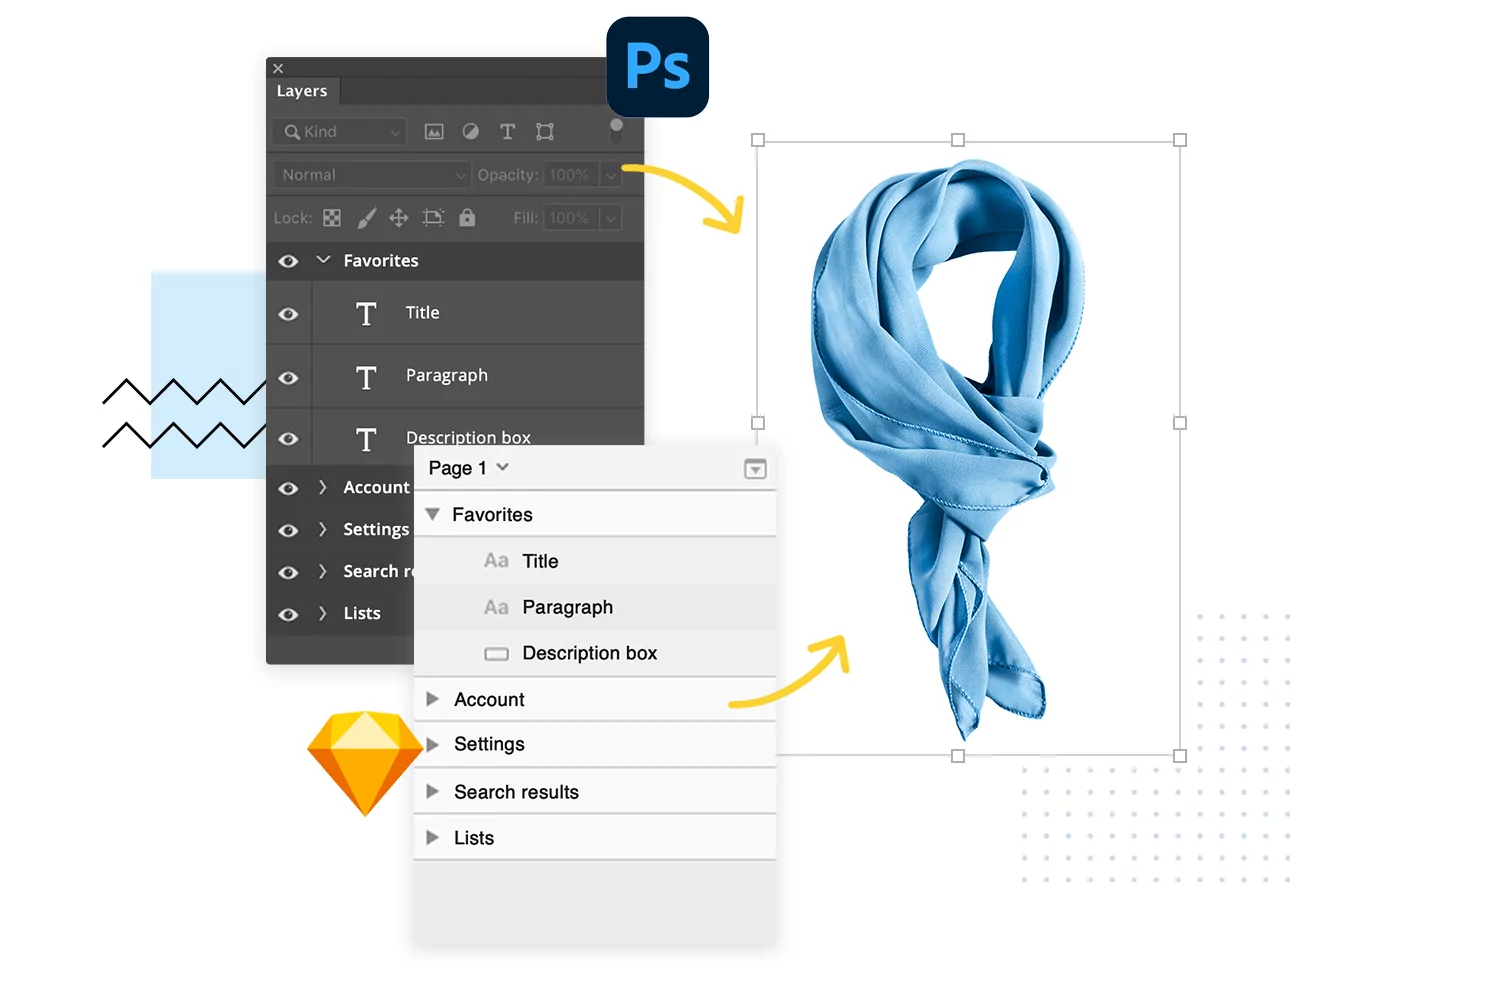 Ps
Layers
Kind
Normal Opacity: 100%
Lock: Fill: 100%
Favorites
T Title
T Paragraph
T Description box
Account
Settings
Search re
Lists
Page 1
Favorites
Aa Title
Aa Paragraph
Description box
Account
Settings
Search results
Lists